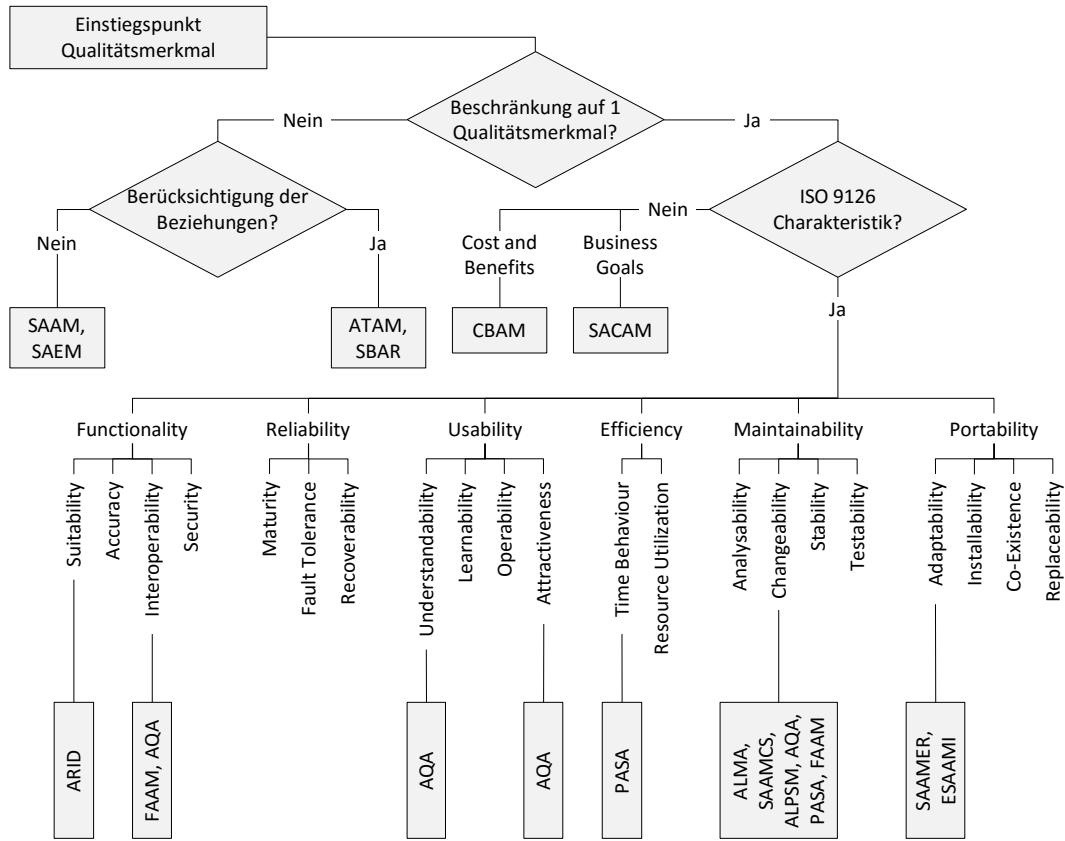 Einstiegspunkt
Qualitätsmerkmal
Beschränkung auf 1
Qualitätsmerkmal?
Nein
Ja
Berücksichtigung der
Beziehungen?
ISO 9126
Charakteristik?
Nein
Nein
Ja
Cost and
Benefits
Business
Goals
Ja
SAAM,
SAEM
ATAM,
SBAR
CBAM
SACAM
Functionality
Reliability
Usability
Efficiency
Maintainability
Portability
Suitability
Accuracy
Interoperability
Security
Maturity
Fault Tolerance
Recoverability
Understandability
Learnability
Operability
Attractiveness
Time Behaviour
Resource Utilization
Analysability
Changeability
Stability
Testability
Adaptability
Installability
Co-Existence
Replaceability
ARID
FAAM, AQA
AQA
AQA
PASA
ALMA,
SAAMCS,
ALPSM, AQA,
PASA, FAAM
SAAMER,
ESAAMI